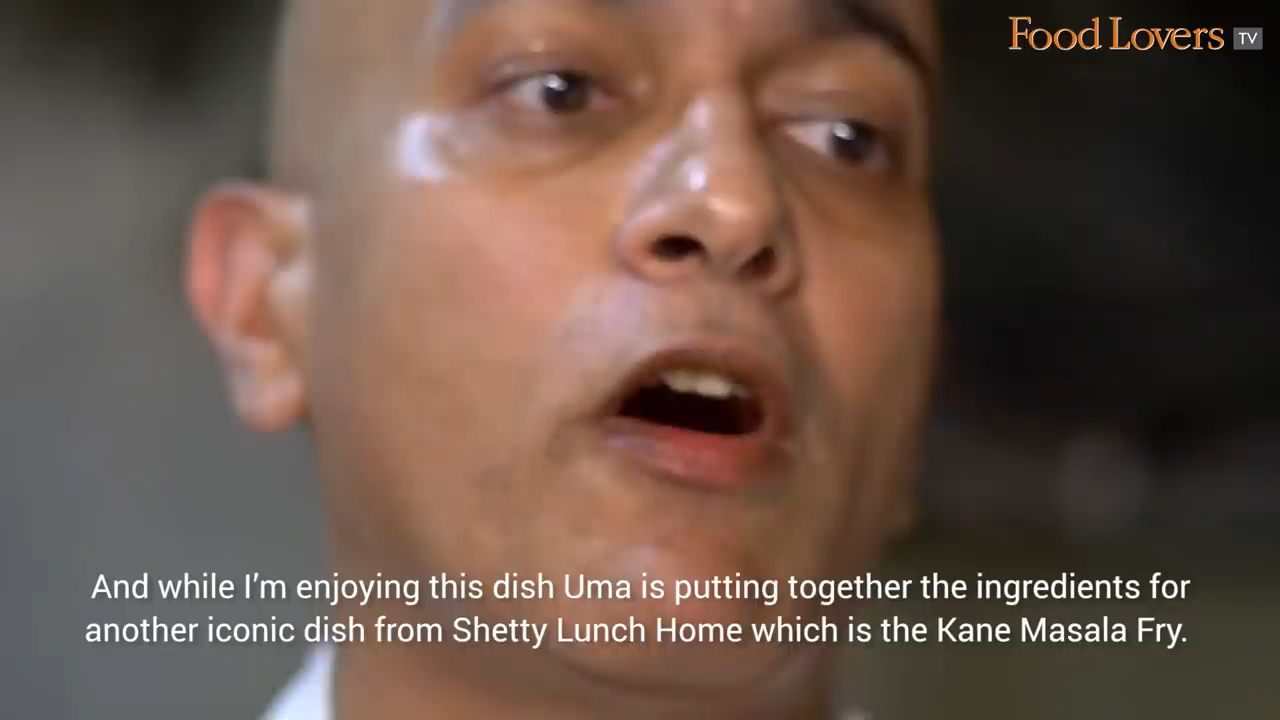 Food Lovers TV
And while I’m enjoying this dish Uma is putting together the ingredients for
another iconic dish from Shetty Lunch Home which is the Kane Masala Fry.